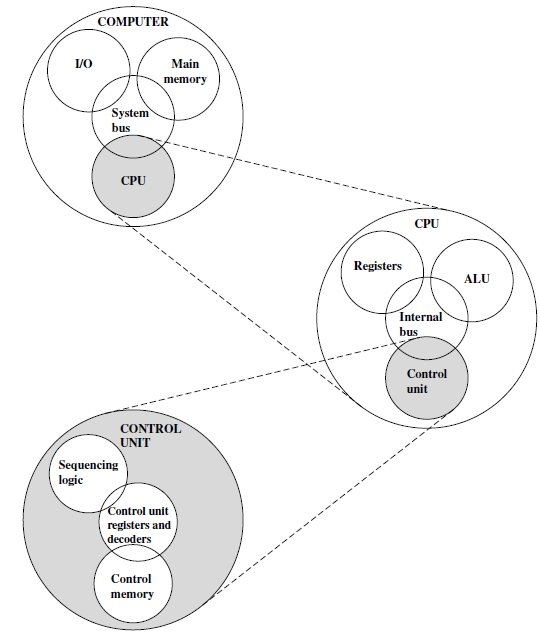 COMPUTER
I/O
Main
memory
System
bus
CPU
CPU
Registers
ALU
Internal
bus
Control
unit
CONTROL
UNIT
Sequencing
logic
Control unit
registers and
decoders
Control
memory